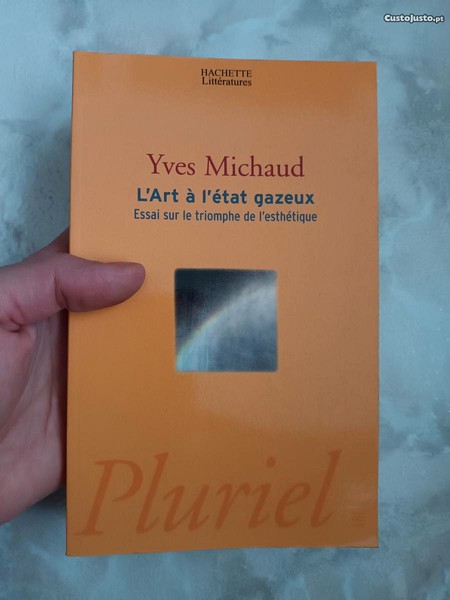 CustoJusto.pt
HACHETTE
Littératures
Yves Michaud
L'Art à l'état gazeux
Essai sur le triomphe de l'esthétique
Pluriel